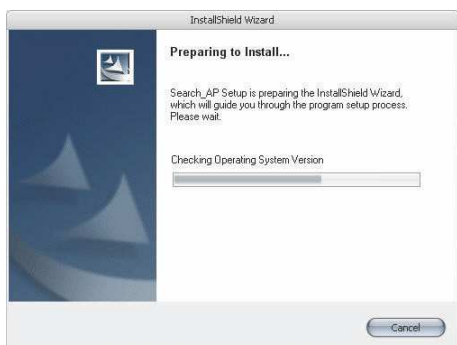 InstallShield Wizard
Preparing to Install...
Search_AP Setup is preparing the InstallShield Wizard,
which will guide you through the program setup process.
Please wait.
Checking Operating System Version
Cancel